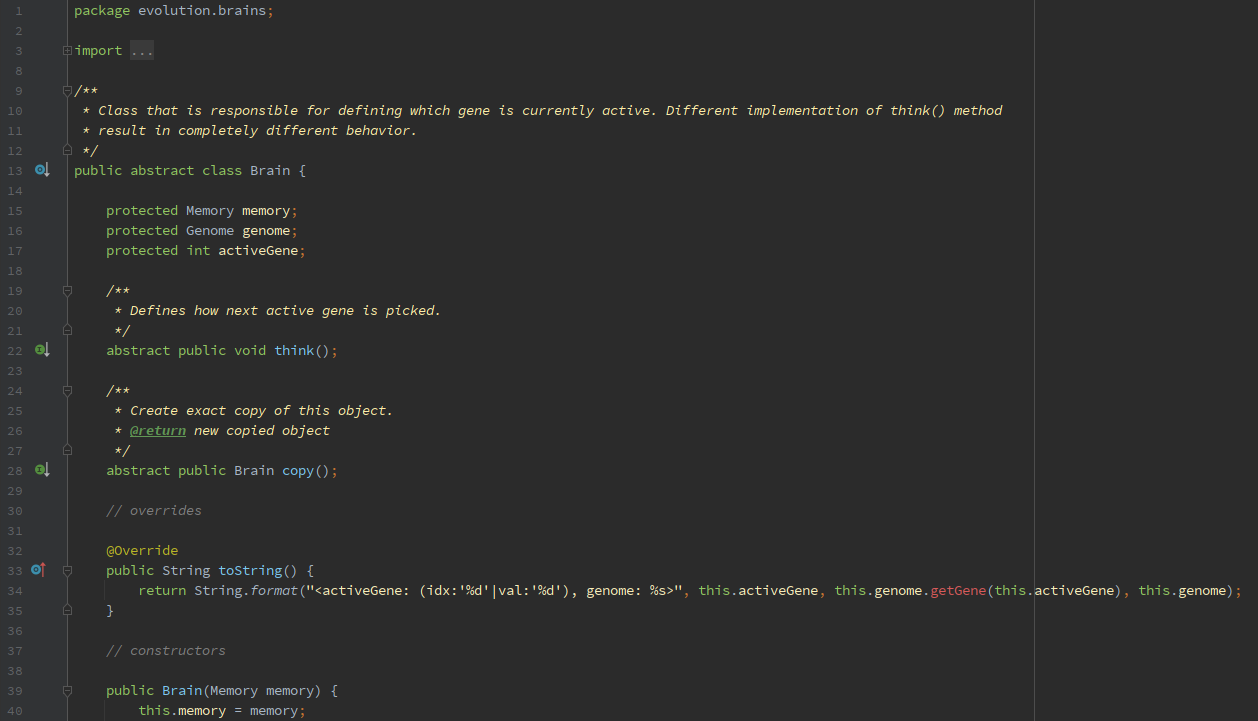 1 package evolution.brains;
2
3 import ...
8
9 /**
10 * Class that is responsible for defining which gene is currently active. Different implementation of think() method
11 * result in completely different behavior.
12 */
13 public abstract class Brain {
14
15 protected Memory memory;
16 protected Genome genome;
17 protected int activeGene;
18
19 /**
20 * Defines how next active gene is picked.
21 */
22 abstract public void think();
23
24 /**
25 * Create exact copy of this object.
26 * @return new copied object
27 */
28 abstract public Brain copy();
29
30 // overrides
31
32 @Override
33 public String toString() {
34 return String.format("<activeGene: (idx:'%d'|val:'%d'), genome: %s>", this.activeGene, this.genome.getGene(this.activeGene), this.genome);
35 }
36
37 // constructors
38
39 public Brain(Memory memory) {
40 this.memory = memory;